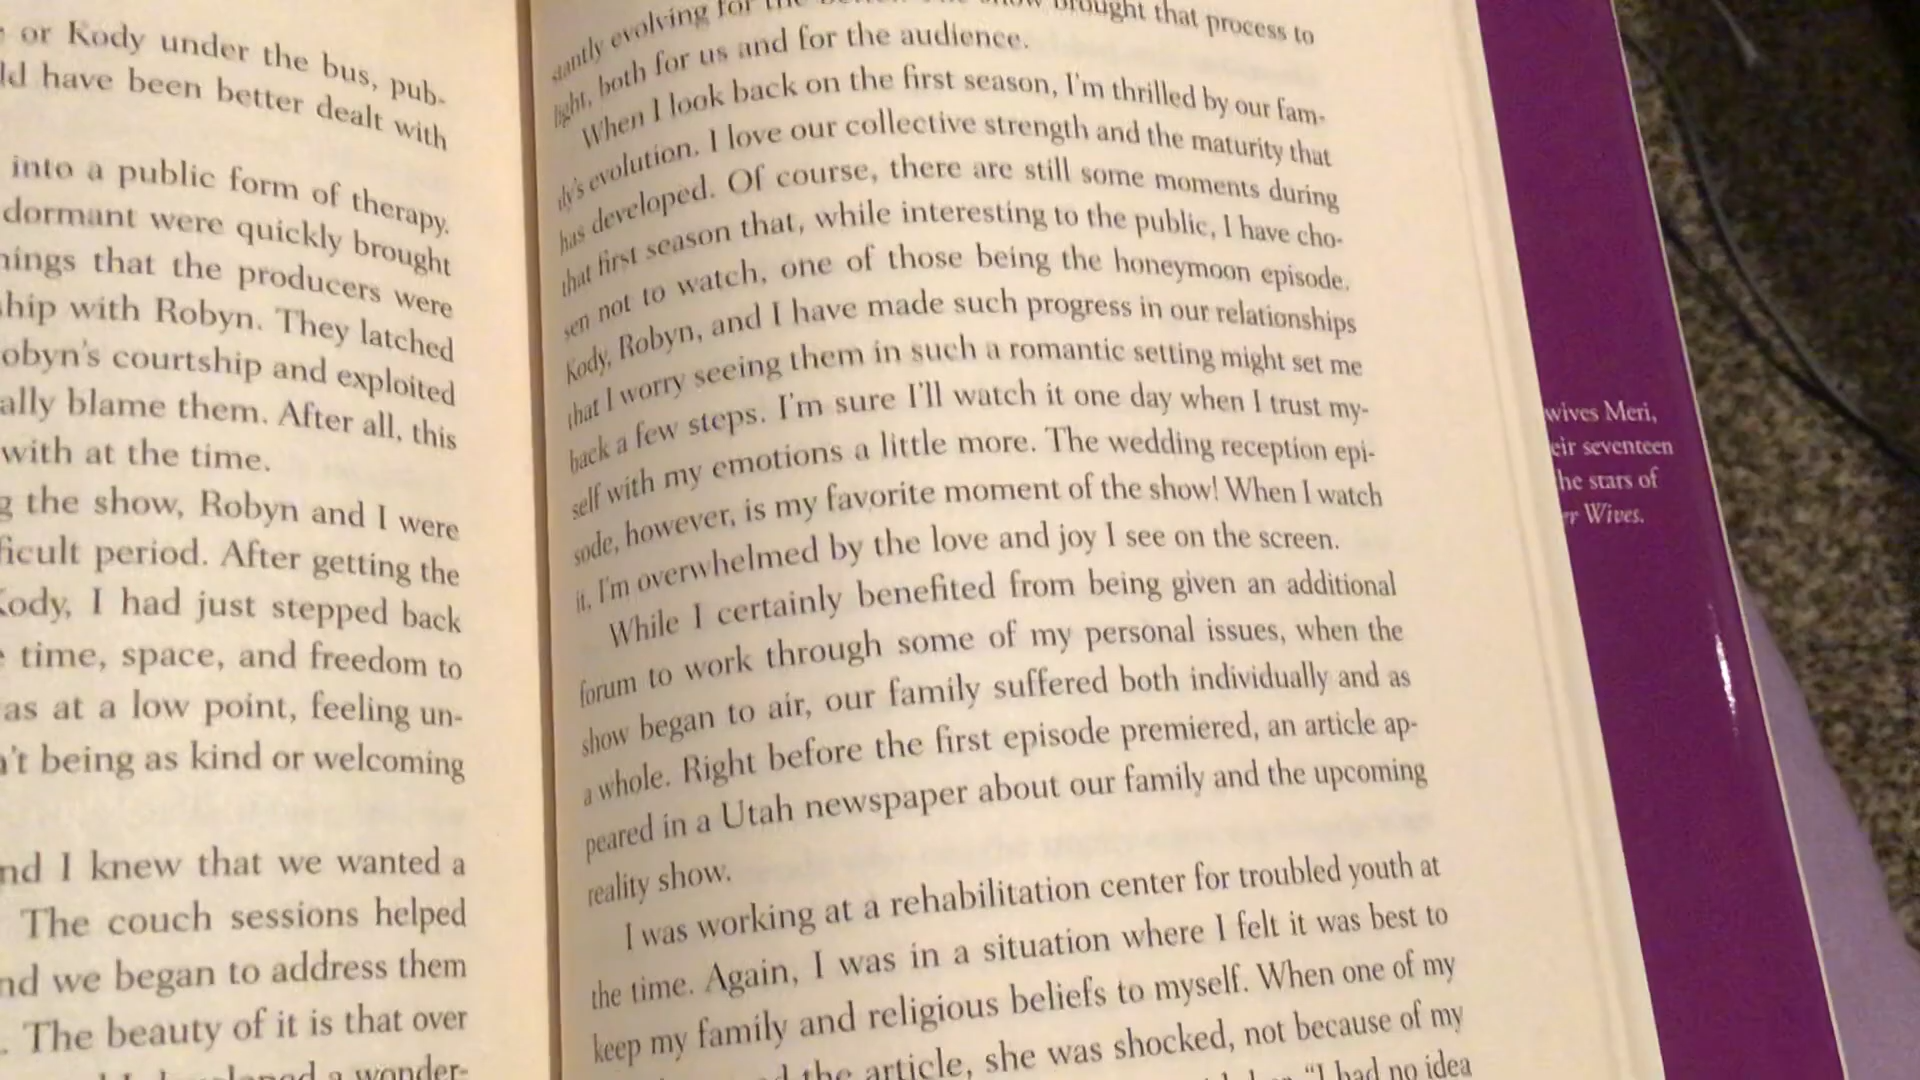 or Kody under the bus, pub-
have been better dealt with
into a public form of therapy.
dormant were quickly brought
that the producers were
with Robyn. They latched
courtship and exploited
blame them. After all, this
with at the time.
the show, Robyn and I were
period. After getting the
I had just stepped back
time, space, and freedom to
at a low point, feeling un-
being as kind or welcoming
I knew that we wanted a
The couch sessions helped
we began to address them
. The beauty of it is that over
a wonder-
evolving for brought that process to
light, both for us and for the audience.
When I look back on the first season, I'm thrilled by our fam-
ily's evolution. I love our collective strength and the maturity that
has developed. Of course, there are still some moments during
that first season that, while interesting to the public, I have cho-
sen not to watch, one of those being the honeymoon episode.
Kody, Robyn, and I have made such progress in our relationships
that I worry seeing them in such a romantic setting might set me
back a few steps. I'm sure I'll watch it one day when I trust my-
self with my emotions a little more. The wedding reception epi-
sode, however, is my favorite moment of the show! When I watch
it, I'm overwhelmed by the love and joy I see on the screen.
While I certainly benefited from being given an additional
forum to work through some of my personal issues, when the
show began to air, our family suffered both individually and as
a whole. Right before the first episode premiered, an article ap-
peared in a Utah newspaper about our family and the upcoming
reality show.
I was working at a rehabilitation center for troubled youth at
the time. Again, I was in a situation where I felt it was best to
keep my family and religious beliefs to myself. When one of my
the article, she was shocked, not because of my
"I had no idea
wives Meri,
seventeen
stars of
Wives.